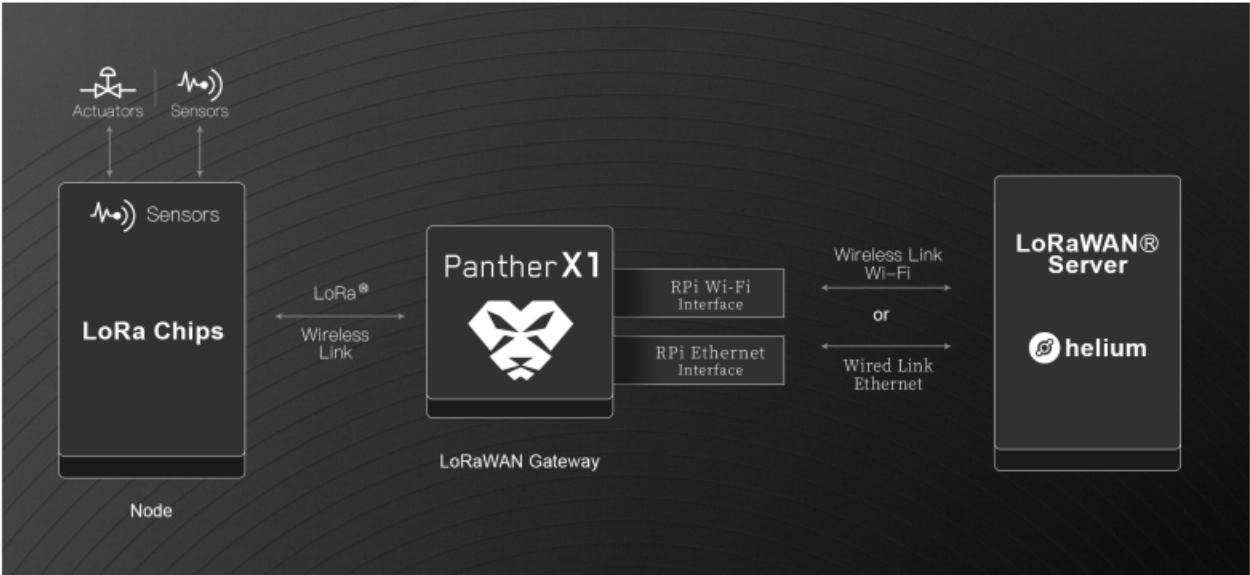 Actuators
Sensors
Sensors
LoRa Chips
Node
LoRa®
Wireless
Link
Panther X1
LoRaWAN Gateway
RPi Wi-Fi
Interface
RPi Ethernet
Interface
Wireless Link
Wi-Fi
or
Wired Link
Ethernet
LoRaWAN®
Server
helium